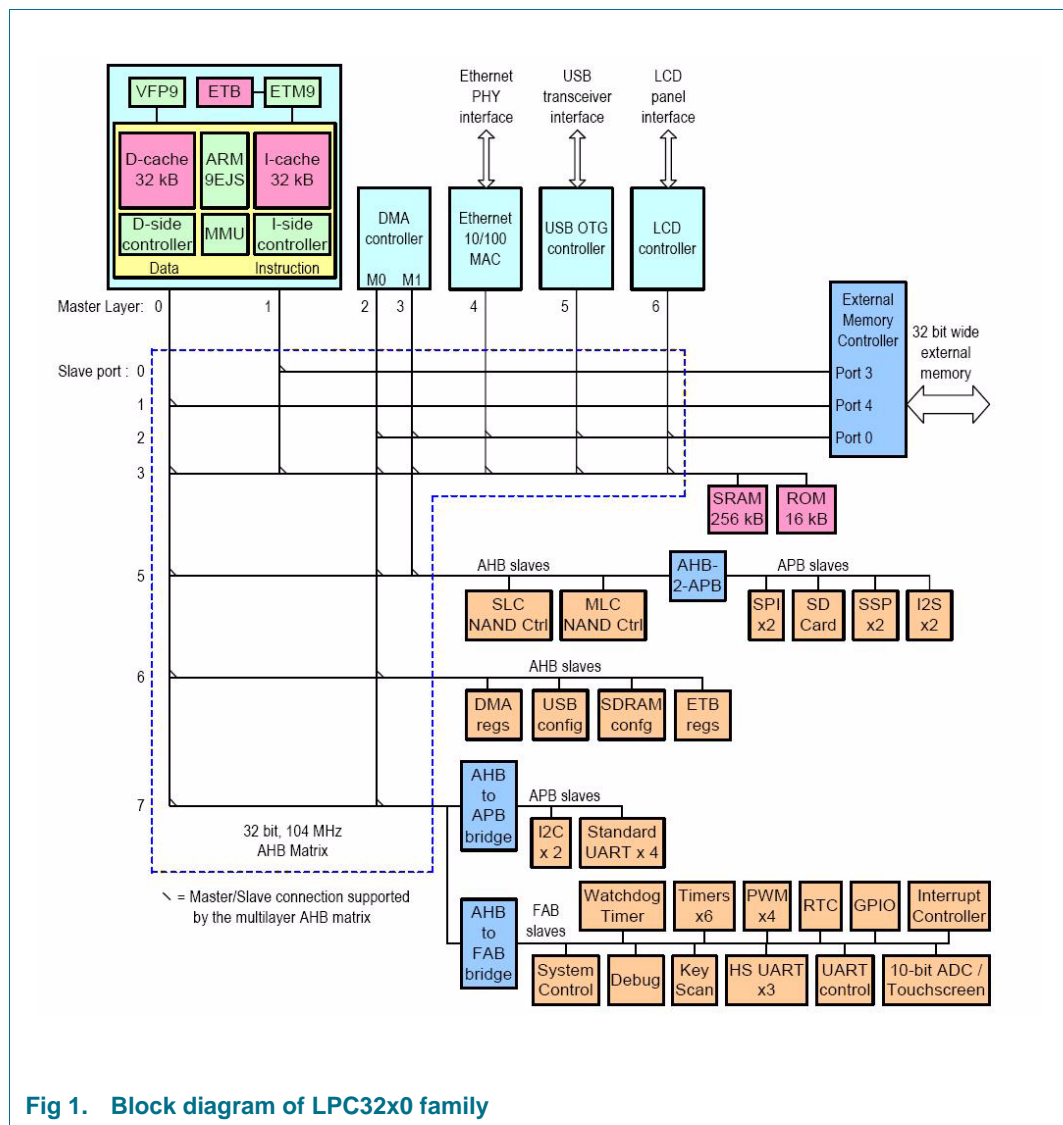 VFP9 ETB ETM9
D-cache
32 kB
ARM
9EJS
I-cache
32 kB
D-side
controller
MMU
I-side
controller
Data Instruction
DMA
controller
M0 M1
Ethernet
PHY
interface
USB
transceiver
interface
LCD
panel
interface
Ethernet
10/100
MAC
USB OTG
controller
LCD
controller
Master Layer: 0 1 2 3 4 5 6
External
Memory
Controller
Port 3
Port 4
Port 0
32 bit wide
external
memory
Slave port : 0
1
2
3
SRAM
256 kB
ROM
16 kB
5
AHB slaves
AHB-
2-APB
APB slaves
SLC
NAND Ctrl
MLC
NAND Ctrl
SPI
x2
SD
Card
SSP
x2
I2S
x2
6
AHB slaves
DMA
regs
USB
config
SDRAM
confg
ETB
regs
7
AHB
to
APB
bridge
APB slaves
I2C
x 2
Standard
UART x 4
32 bit, 104 MHz
AHB Matrix
\ = Master/Slave connection supported
by the multilayer AHB matrix
AHB
to
FAB
bridge
FAB
slaves
Watchdog
Timer
Timers
x6
PWM
x4
RTC
GPIO
Interrupt
Controller
System
Control
Debug
Key
Scan
HS UART
x3
UART
control
10-bit ADC /
Touchscreen
Fig 1. Block diagram of LPC32x0 family